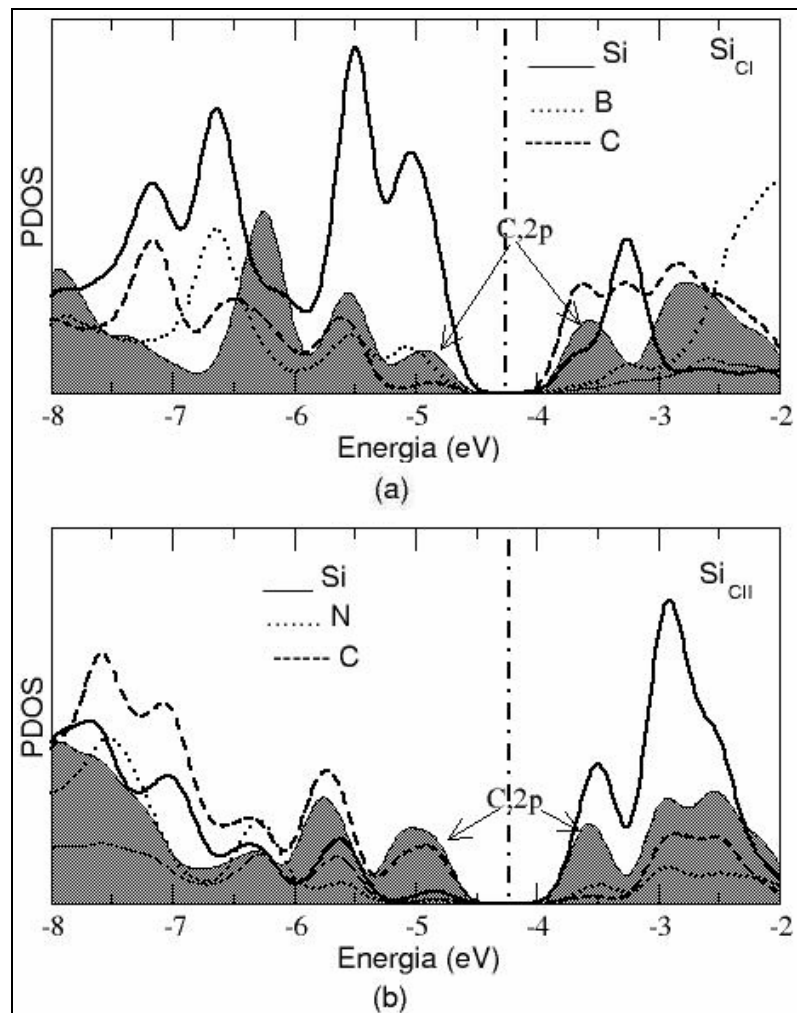 Si
Si_CI
B
C
C,2p
PDOS
-8 -7 -6 -5 -4 -3 -2
Energia (eV)
(a)
Si
Si_CII
N
C
C,2p
PDOS
-8 -7 -6 -5 -4 -3 -2
Energia (eV)
(b)